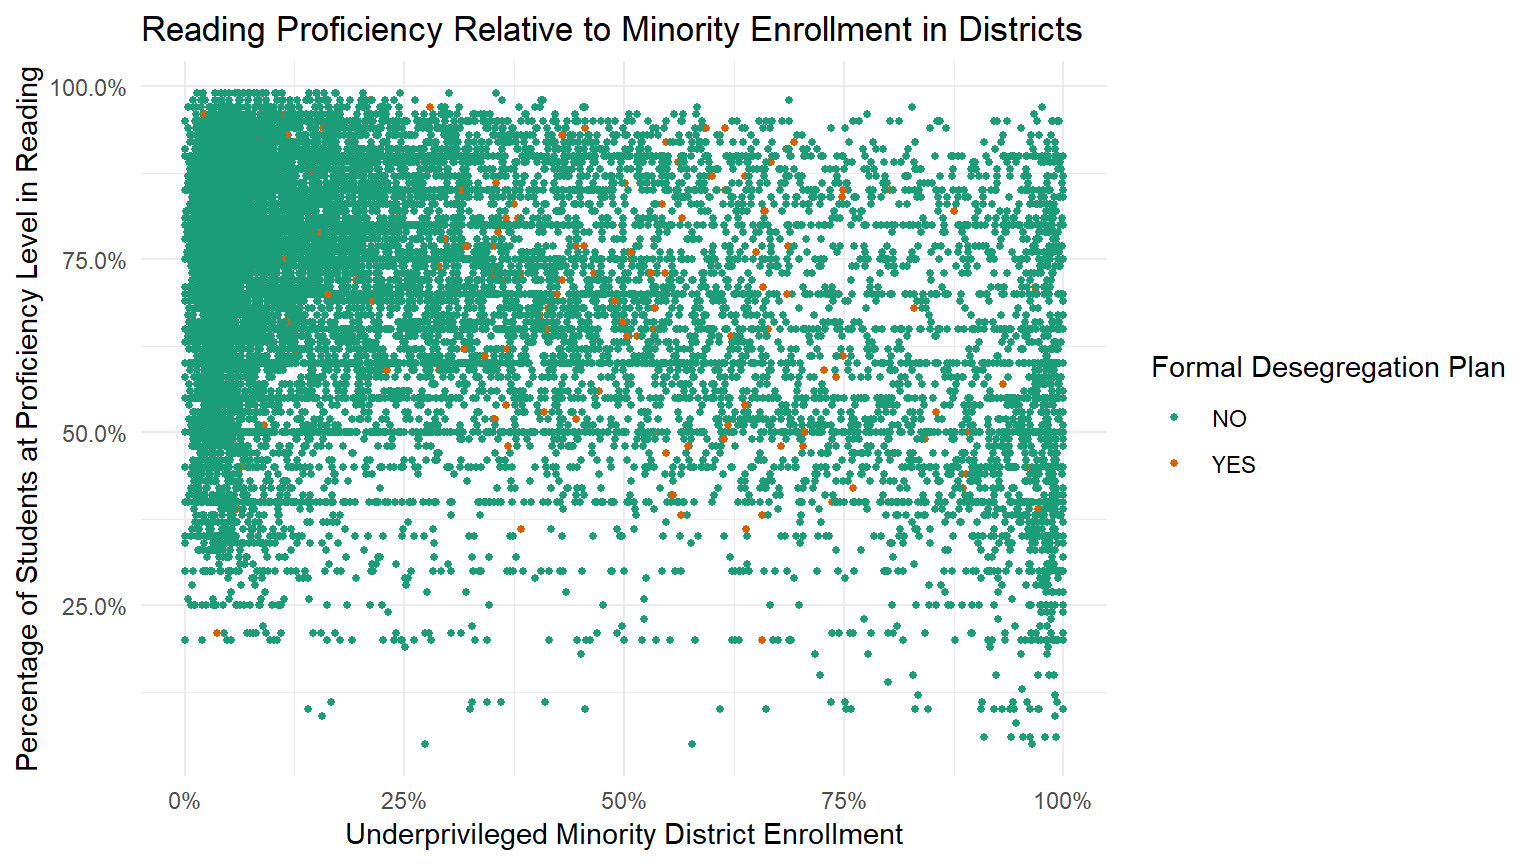 Reading Proficiency Relative to Minority Enrollment in Districts
Percentage of Students at Proficiency Level in Reading
100.0%
75.0%
50.0%
25.0%
0%
25%
50%
75%
100%
Underprivileged Minority District Enrollment
Formal Desegregation Plan
NO
YES